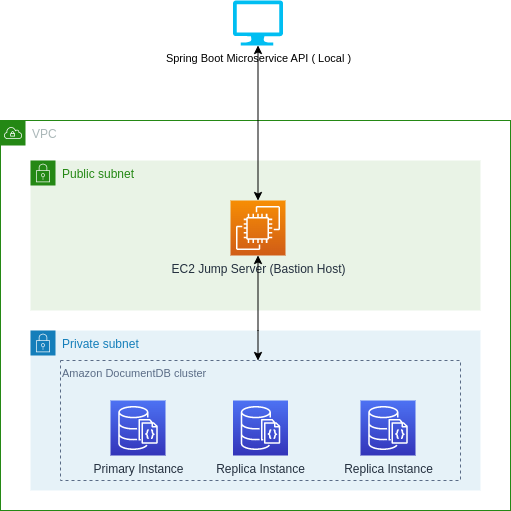 Spring Boot Microservice API ( Local )
VPC
Public subnet
EC2 Jump Server (Bastion Host)
Private subnet
Amazon DocumentDB cluster
Primary Instance
Replica Instance
Replica Instance